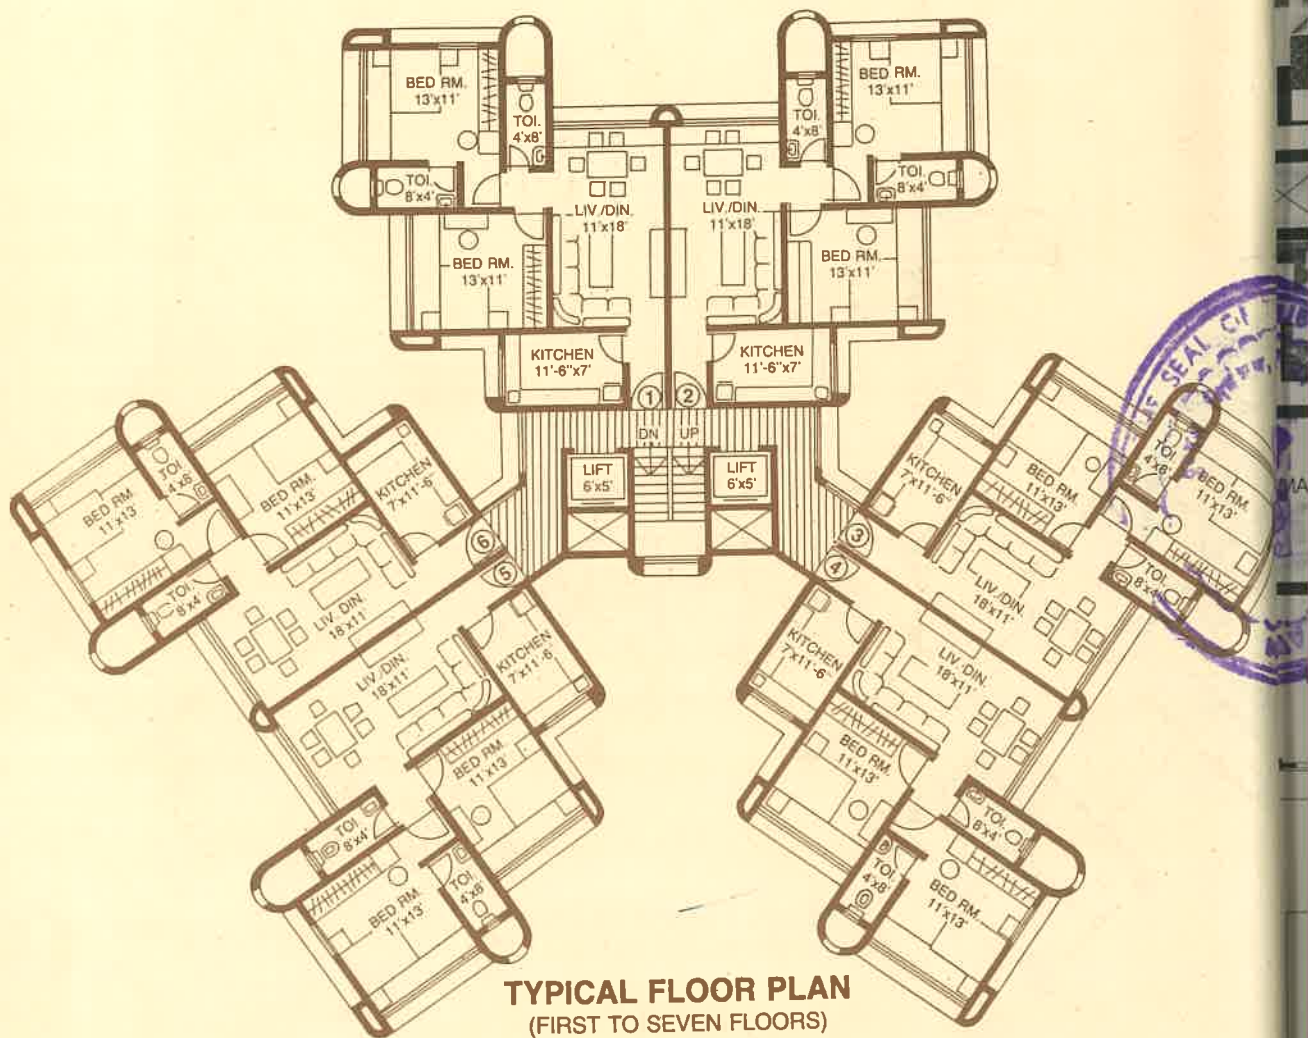 BED RM.
13'x11'
TOI.
4'x8'
TOI.
8'x4'
LIV./DIN.
11'x18'
BED RM.
13'x11'
KITCHEN
11'-6"x7'
1
BED RM.
13'x11'
TOI.
4'x8'
TOI.
8'x4'
LIV./DIN.
11'x18'
BED RM.
13'x11'
KITCHEN
11'-6"x7'
2
DN
UP
LIFT
6'x5'
LIFT
6'x5'
BED RM.
11'x13'
TOI.
4'x8'
BED RM.
11'x13'
KITCHEN
7'x11'-6"
6
TOI.
8'x4'
LIV./DIN.
18'x11'
5
LIV./DIN.
18'x11'
KITCHEN
7'x11'-6"
BED RM.
11'x13'
TOI.
8'x4'
BED RM.
11'x13'
TOI.
4'x8'
KITCHEN
7'x11'-6"
BED RM.
11'x13'
TOI.
4'x8'
BED RM.
11'x13'
3
LIV./DIN.
18'x11'
TOI.
8'x4'
4
KITCHEN
7'x11'-6"
LIV./DIN.
18'x11'
BED RM.
11'x13'
TOI.
8'x4'
TOI.
4'x8'
BED RM.
11'x13'
SEAL OF
MA
TYPICAL FLOOR PLAN
(FIRST TO SEVEN FLOORS)